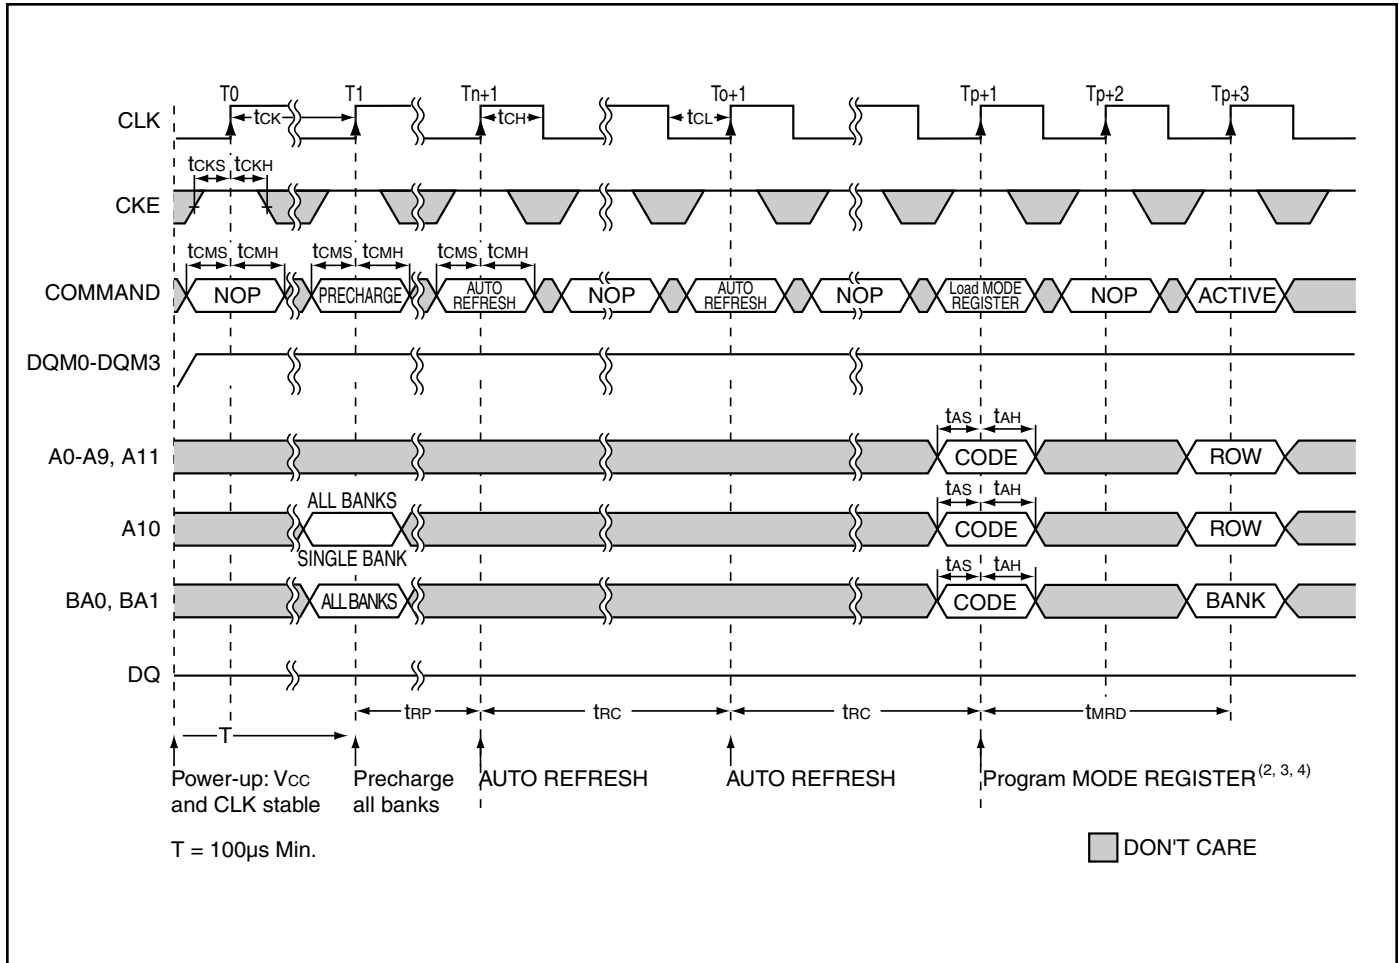 T0 T1 Tn+1 To+1 Tp+1 Tp+2 Tp+3
CLK tCK tCH tCL
tCKS tCKH
CKE
tCMS tCMH tCMS tCMH tCMS tCMH
COMMAND NOP PRECHARGE AUTO REFRESH NOP AUTO REFRESH NOP Load MODE REGISTER NOP ACTIVE
DQM0-DQM3
tAS tAH
A0-A9, A11 CODE ROW
ALL BANKS tAS tAH
A10 CODE ROW
SINGLE BANK tAS tAH
BA0, BA1 ALL BANKS CODE BANK
DQ
tRP tRC tRC tMRD
T
Power-up: VCC and CLK stable
Precharge all banks
AUTO REFRESH
AUTO REFRESH
Program MODE REGISTER(2, 3, 4)
T = 100µs Min.
DON'T CARE